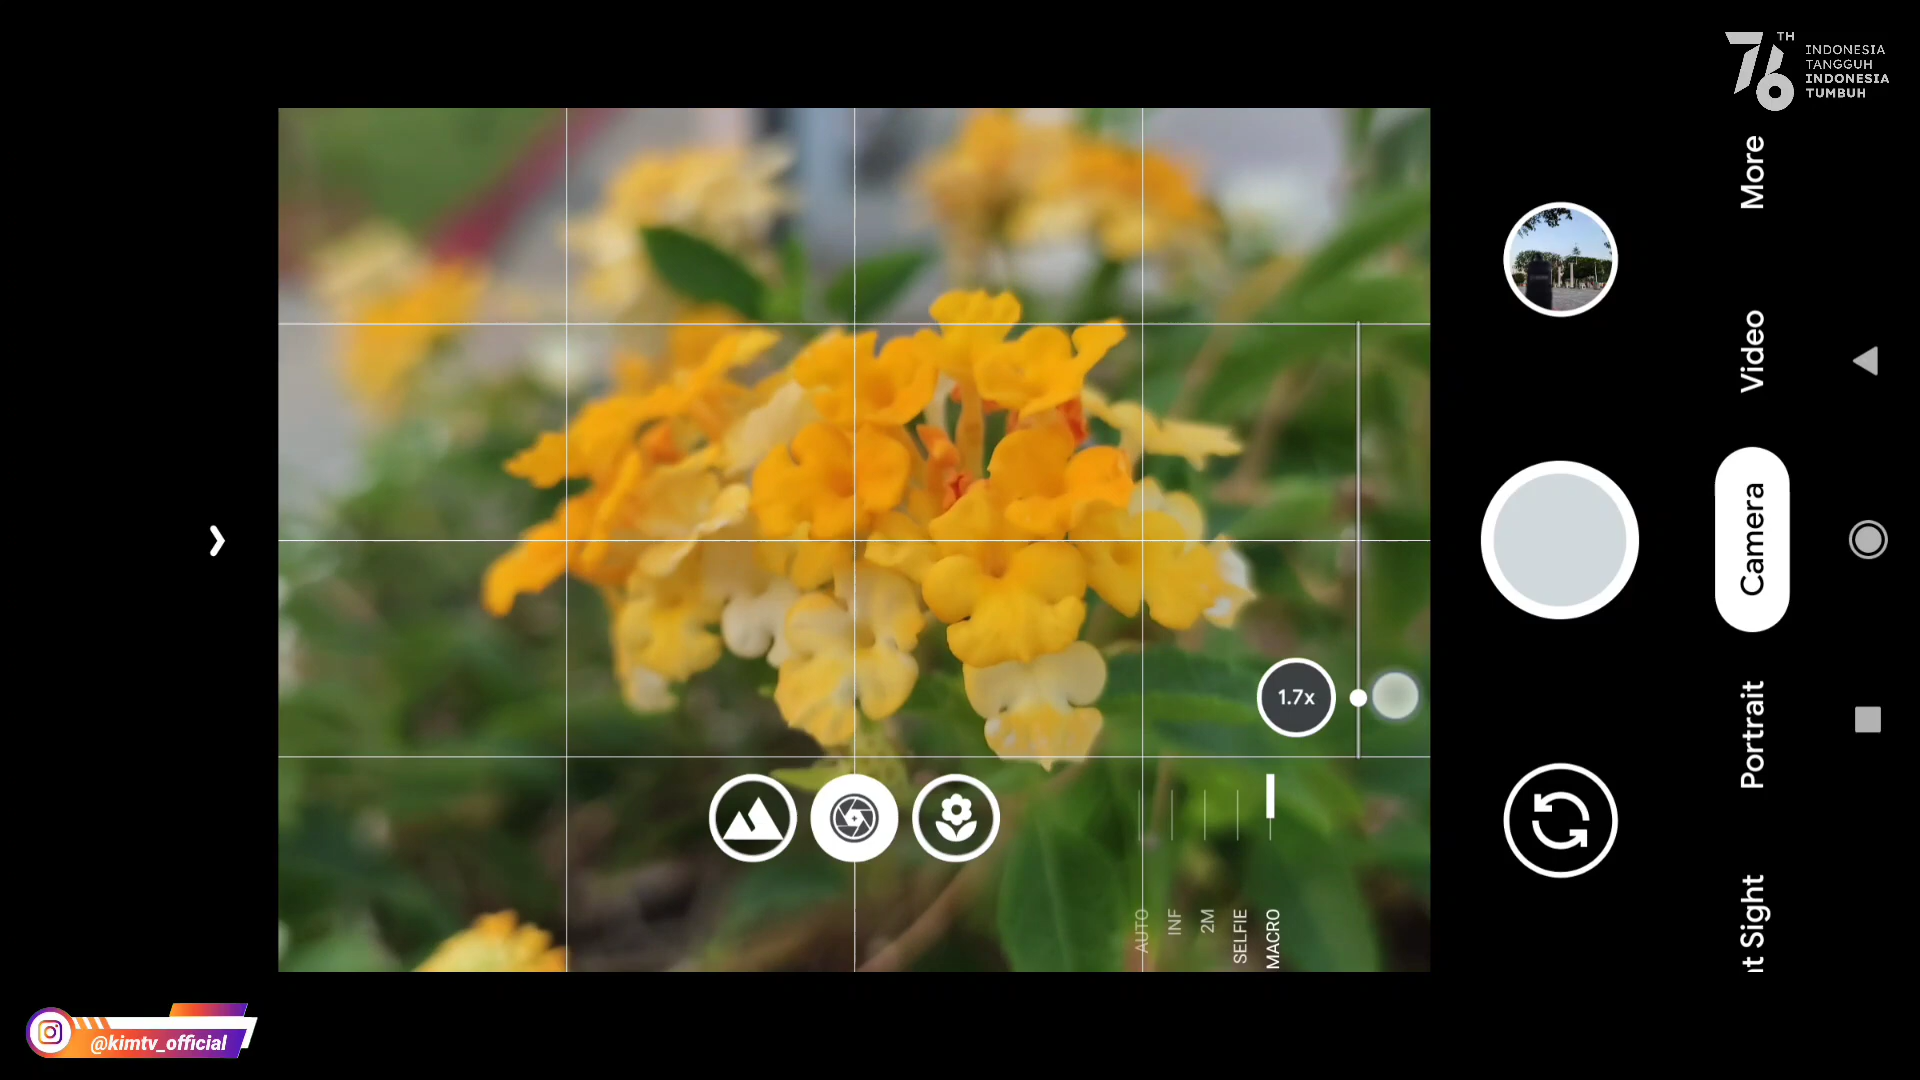 76
TH
INDONESIA
TANGGUH
INDONESIA
TUMBUH
More
Video
Camera
Portrait
t Sight
1.7x
AUTO
INF
2M
SELFIE
MACRO
@kimtv_official